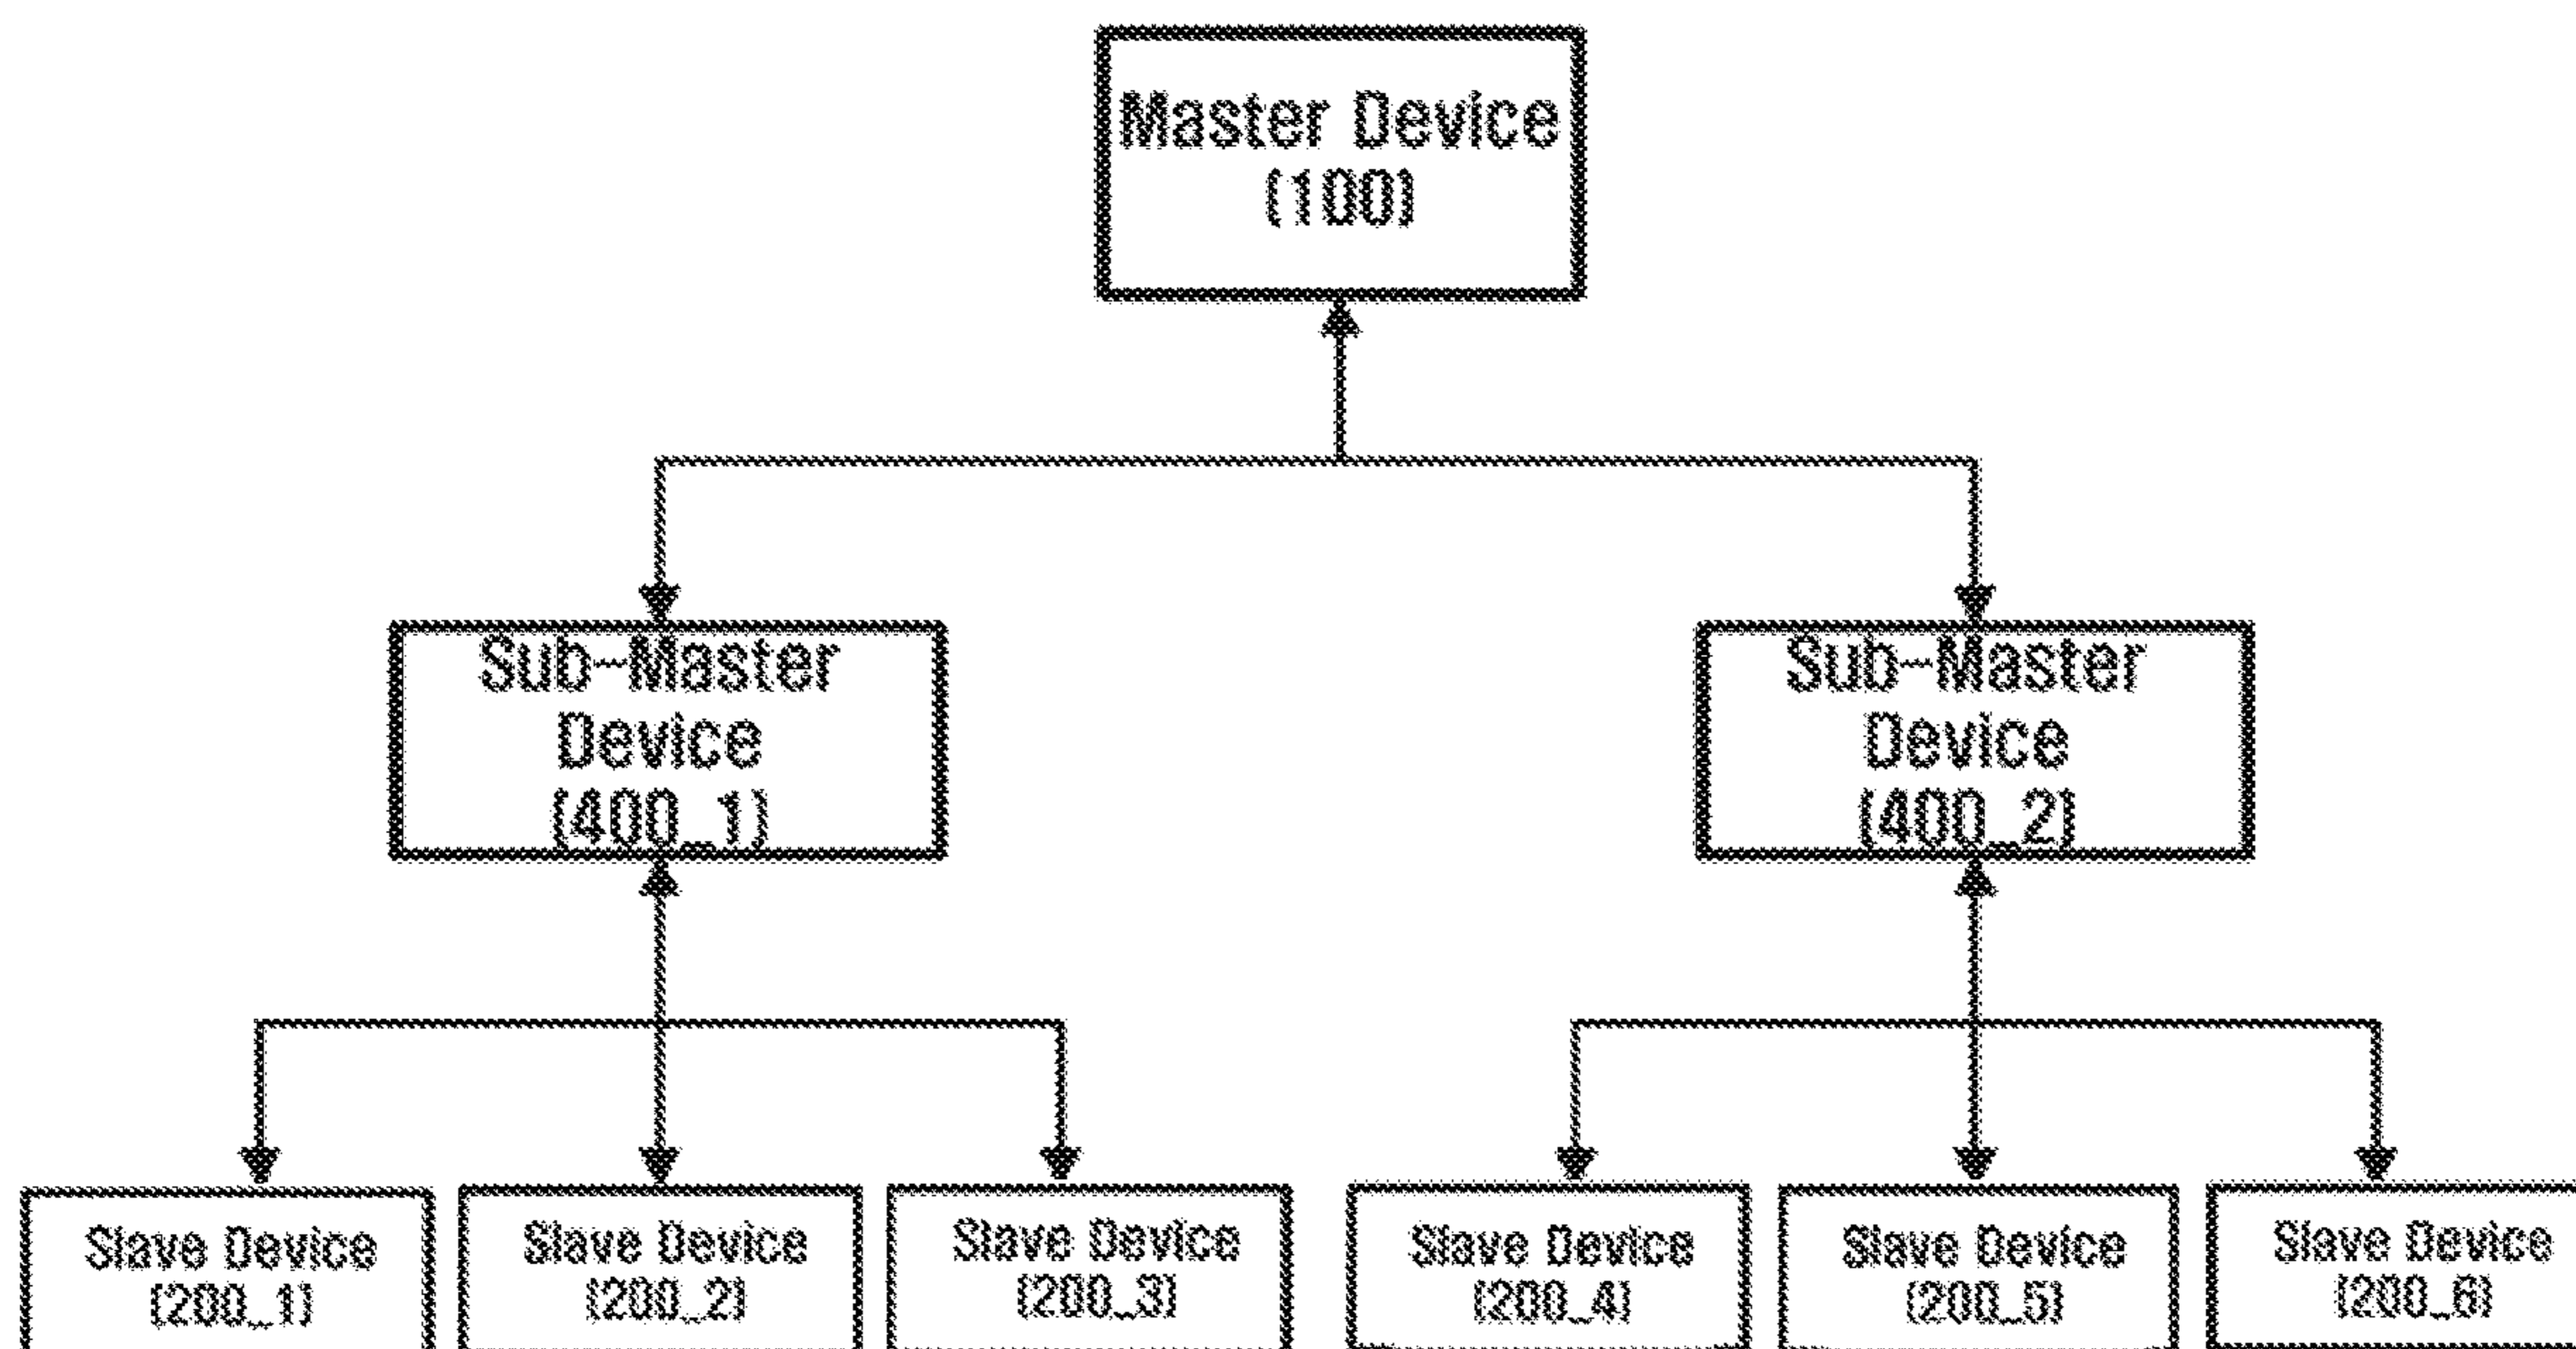 Master Device
(100)
Sub-Master
Device
(400_1)
Sub-Master
Device
(400_2)
Slave Device
(200_1)
Slave Device
(200_2)
Slave Device
(200_3)
Slave Device
(200_4)
Slave Device
(200_5)
Slave Device
(200_6)